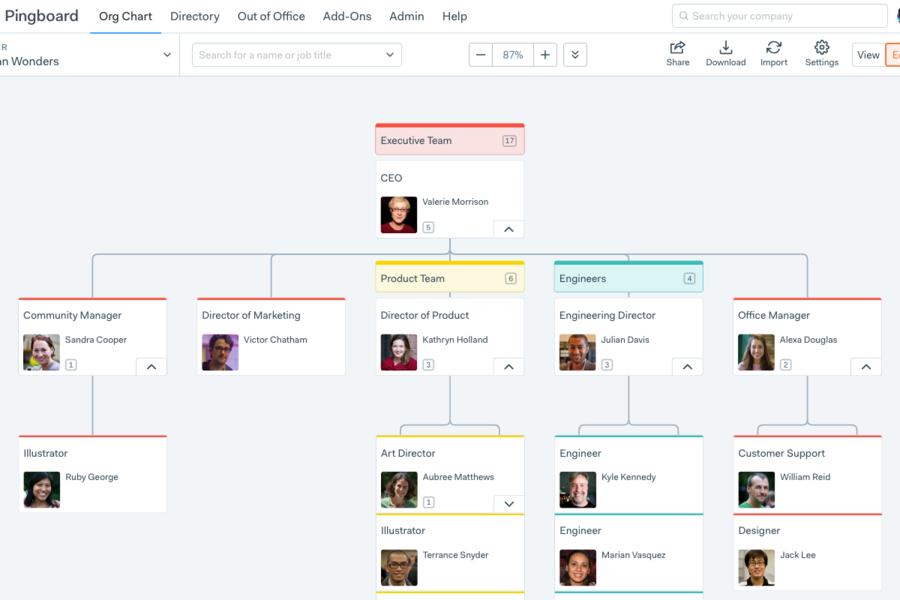 Pingboard
Org Chart
Directory
Out of Office
Add-Ons
Admin
Help
Search your company
ER
an Wonders
Search for a name or job title
87%
Share
Download
Import
Settings
View
Executive Team 17
CEO
Valerie Morrison
5
Product Team 6
Engineers 4
Community Manager
Sandra Cooper
1
Director of Marketing
Victor Chatham
Director of Product
Kathryn Holland
3
Engineering Director
Julian Davis
3
Office Manager
Alexa Douglas
2
Illustrator
Ruby George
Art Director
Aubree Matthews
1
Engineer
Kyle Kennedy
Customer Support
William Reid
Illustrator
Terrance Snyder
Engineer
Marian Vasquez
Designer
Jack Lee